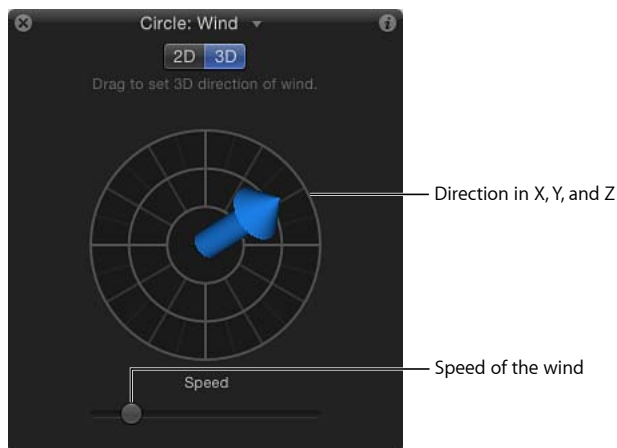 Circle: Wind
2D 3D
Drag to set 3D direction of wind.
Direction in X, Y, and Z
Speed of the wind
Speed